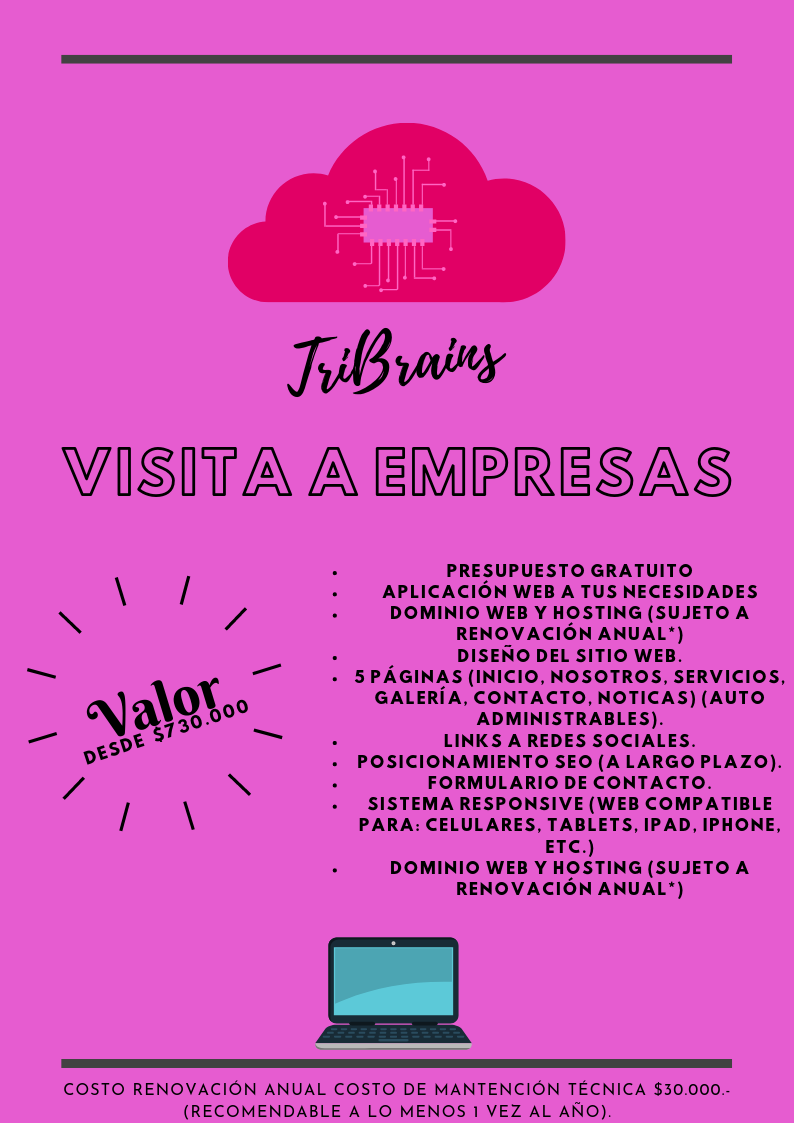 TriBrains
VISITA A EMPRESAS
Valor
DESDE $730.000
• PRESUPUESTO GRATUITO
• APLICACIÓN WEB A TUS NECESIDADES
• DOMINIO WEB Y HOSTING (SUJETO A
RENOVACIÓN ANUAL*)
• DISEÑO DEL SITIO WEB.
• 5 PÁGINAS (INICIO, NOSOTROS, SERVICIOS,
GALERÍA, CONTACTO, NOTICAS) (AUTO
ADMINISTRABLES).
• LINKS A REDES SOCIALES.
• POSICIONAMIENTO SEO (A LARGO PLAZO).
• FORMULARIO DE CONTACTO.
• SISTEMA RESPONSIVE (WEB COMPATIBLE
PARA: CELULARES, TABLETS, IPAD, IPHONE,
ETC.)
• DOMINIO WEB Y HOSTING (SUJETO A
RENOVACIÓN ANUAL*)
COSTO RENOVACIÓN ANUAL COSTO DE MANTENCIÓN TÉCNICA $30.000.-
(RECOMENDABLE A LO MENOS 1 VEZ AL AÑO).